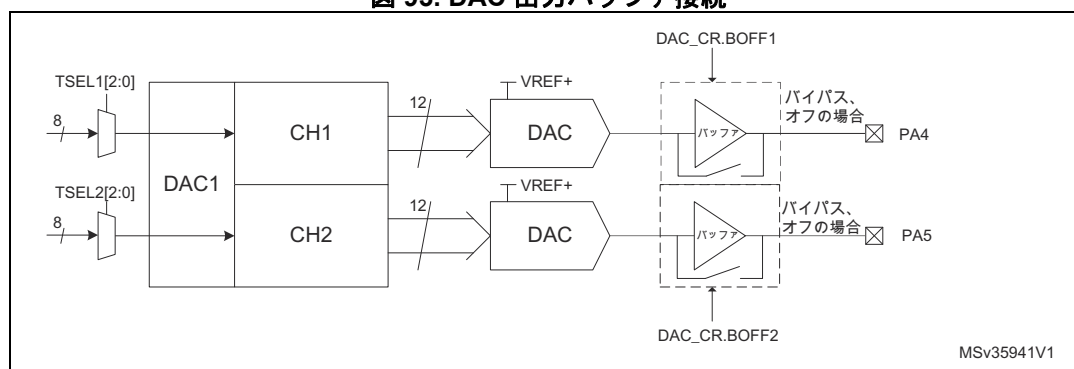 図 93. DAC 出力バッファ接続
DAC_CR.BOFF1
TSEL1[2:0]
8
12
VREF+
バイパス、
オフの場合
CH1
DAC
バッファ
PA4
DAC1
TSEL2[2:0]
8
12
VREF+
バイパス、
オフの場合
CH2
DAC
バッファ
PA5
DAC_CR.BOFF2
MSv35941V1